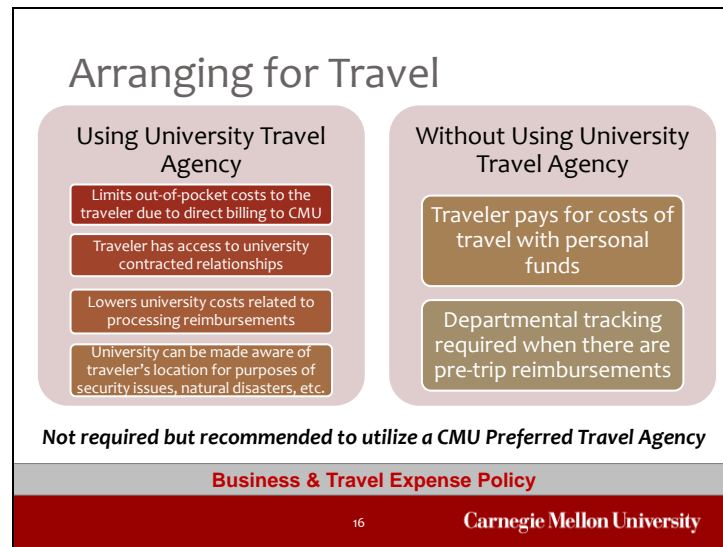 Arranging for Travel
Using University Travel
Agency
Limits out-of-pocket costs to the
traveler due to direct billing to CMU
Traveler has access to university
contracted relationships
Lowers university costs related to
processing reimbursements
University can be made aware of
traveler's location for purposes of
security issues, natural disasters, etc.
Without Using University
Travel Agency
Traveler pays for costs of
travel with personal
funds
Departmental tracking
required when there are
pre-trip reimbursements
Not required but recommended to utilize a CMU Preferred Travel Agency
Business & Travel Expense Policy
16
Carnegie Mellon University